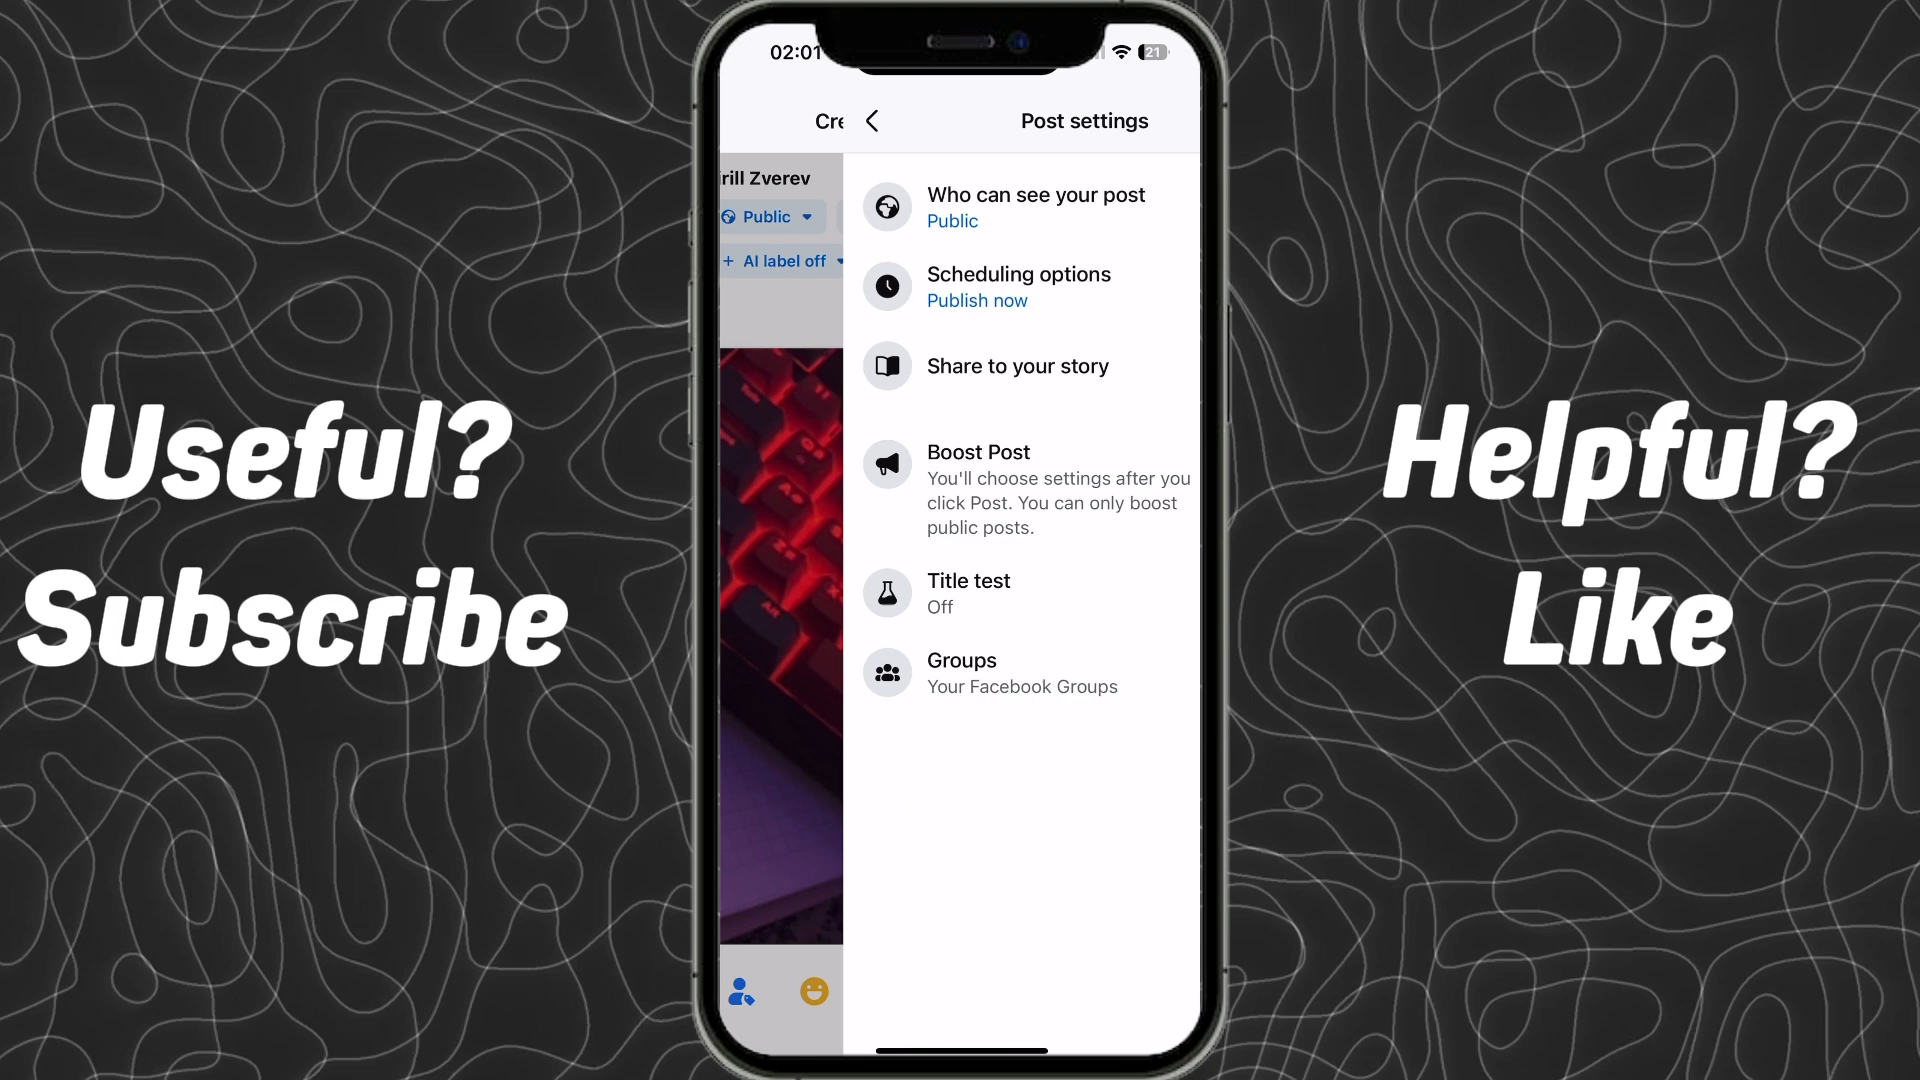 02:01
21
Cre
Post settings
rill Zverev
Public
+ AI label off
Who can see your post
Public
Scheduling options
Publish now
Share to your story
Boost Post
You'll choose settings after you
click Post. You can only boost
public posts.
Title test
Off
Groups
Your Facebook Groups
Useful?
Subscribe
Helpful?
Like